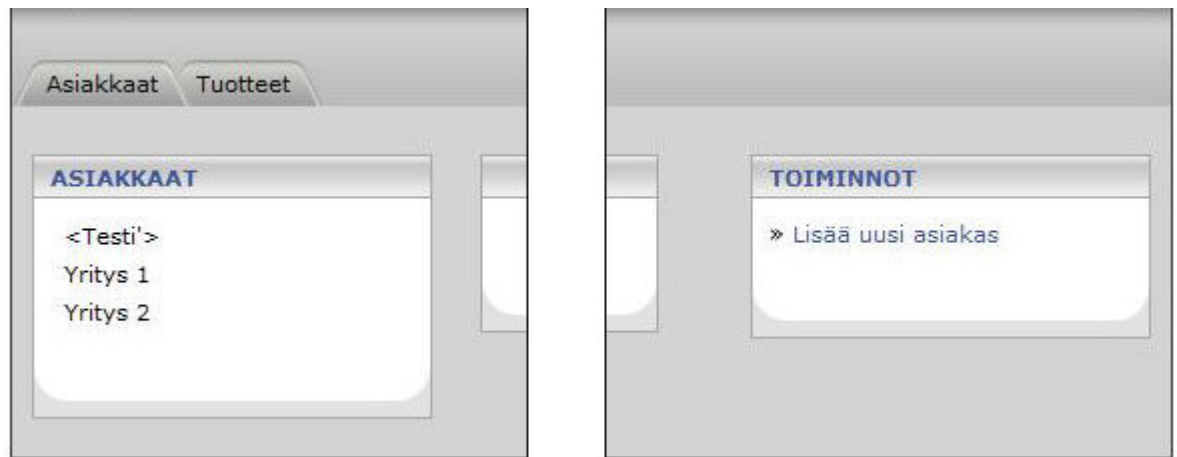 Asiakkaat Tuotteet
ASIAKKAAT
<Testi'>
Yritys 1
Yritys 2
TOIMINNOT
» Lisää uusi asiakas